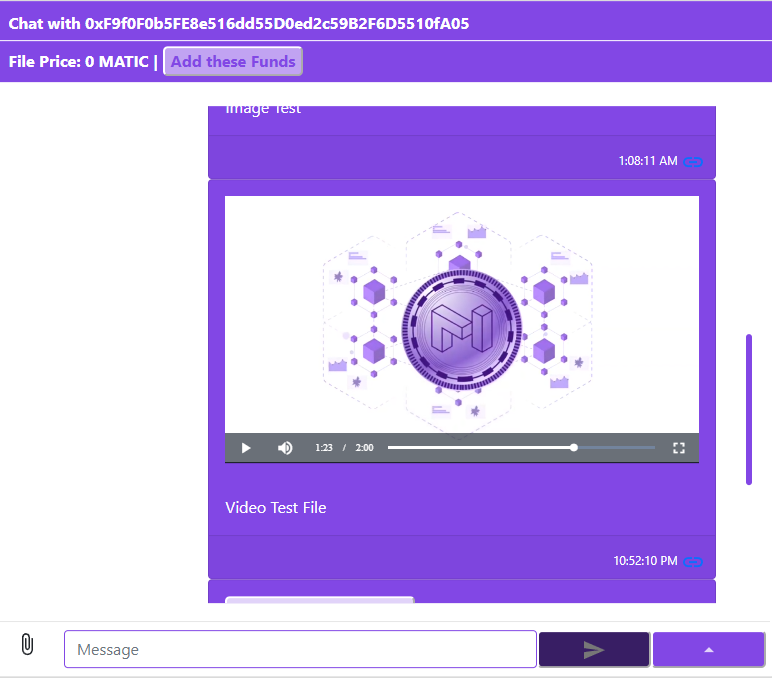 Chat with 0xF9f0F0b5FE8e516dd55D0ed2c59B2F6D5510fA05
File Price: 0 MATIC | Add these Funds
Image Test
1:08:11 AM
1:23 / 2:00
Video Test File
10:52:10 PM
Message